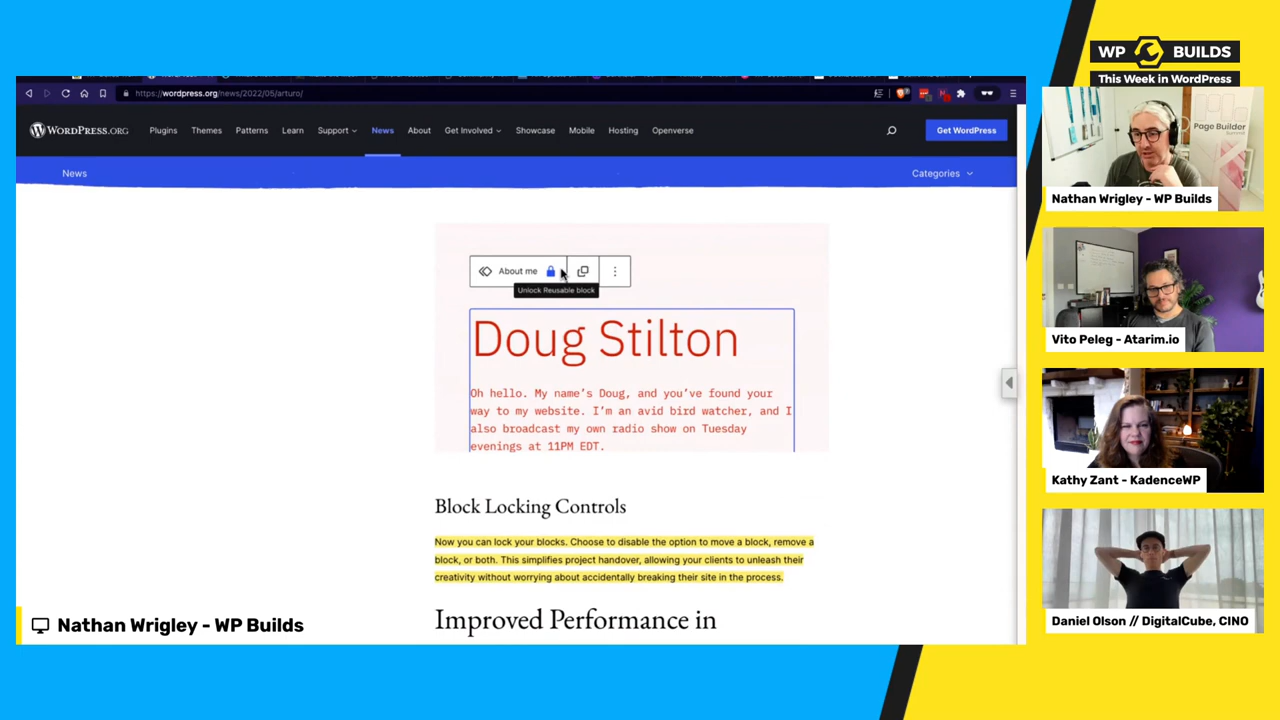 WP BUILDS
This Week in WordPress
https://wordpress.org/news/2022/05/arturo/
WORDPRESS.ORG
Plugins
Themes
Patterns
Learn
Support
News
About
Get Involved
Showcase
Mobile
Hosting
Openverse
Get WordPress
News
Categories
About me
Unlock Reusable block
Doug Stilton
Oh hello. My name's Doug, and you've found your
way to my website. I'm an avid bird watcher, and I
also broadcast my own radio show on Tuesday
evenings at 11PM EDT.
Block Locking Controls
Now you can lock your blocks. Choose to disable the option to move a block, remove a
block, or both. This simplifies project handover, allowing your clients to unleash their
creativity without worrying about accidentally breaking their site in the process.
Improved Performance in
Nathan Wrigley - WP Builds
Page Builder
Summit
Nathan Wrigley - WP Builds
Vito Peleg - Atarim.io
Kathy Zant - KadenceWP
Daniel Olson // DigitalCube, CINO